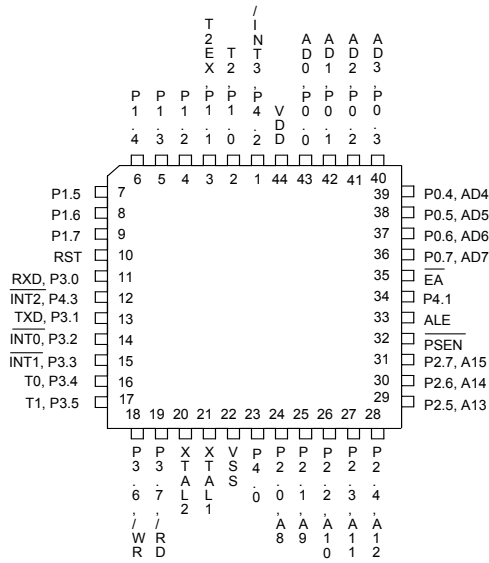 P1.4
P1.3
P1.2
T2EX,P1.1
T2,P1.0
/INT3,P4.2
VDD
AD0,P0.0
AD1,P0.1
AD2,P0.2
AD3,P0.3
6 5 4 3 2 1 44 43 42 41 40
P1.5 7 39 P0.4, AD4
P1.6 8 38 P0.5, AD5
P1.7 9 37 P0.6, AD6
RST 10 36 P0.7, AD7
RXD, P3.0 11 35 EA
INT2, P4.3 12 34 P4.1
TXD, P3.1 13 33 ALE
INT0, P3.2 14 32 PSEN
INT1, P3.3 15 31 P2.7, A15
T0, P3.4 16 30 P2.6, A14
T1, P3.5 17 29 P2.5, A13
18 19 20 21 22 23 24 25 26 27 28
P3.6,/WR
P3.7,/RD
XTAL2
XTAL1
VSS
P4.0
P2.0,A8
P2.1,A9
P2.2,A10
P2.3,A11
P2.4,A12